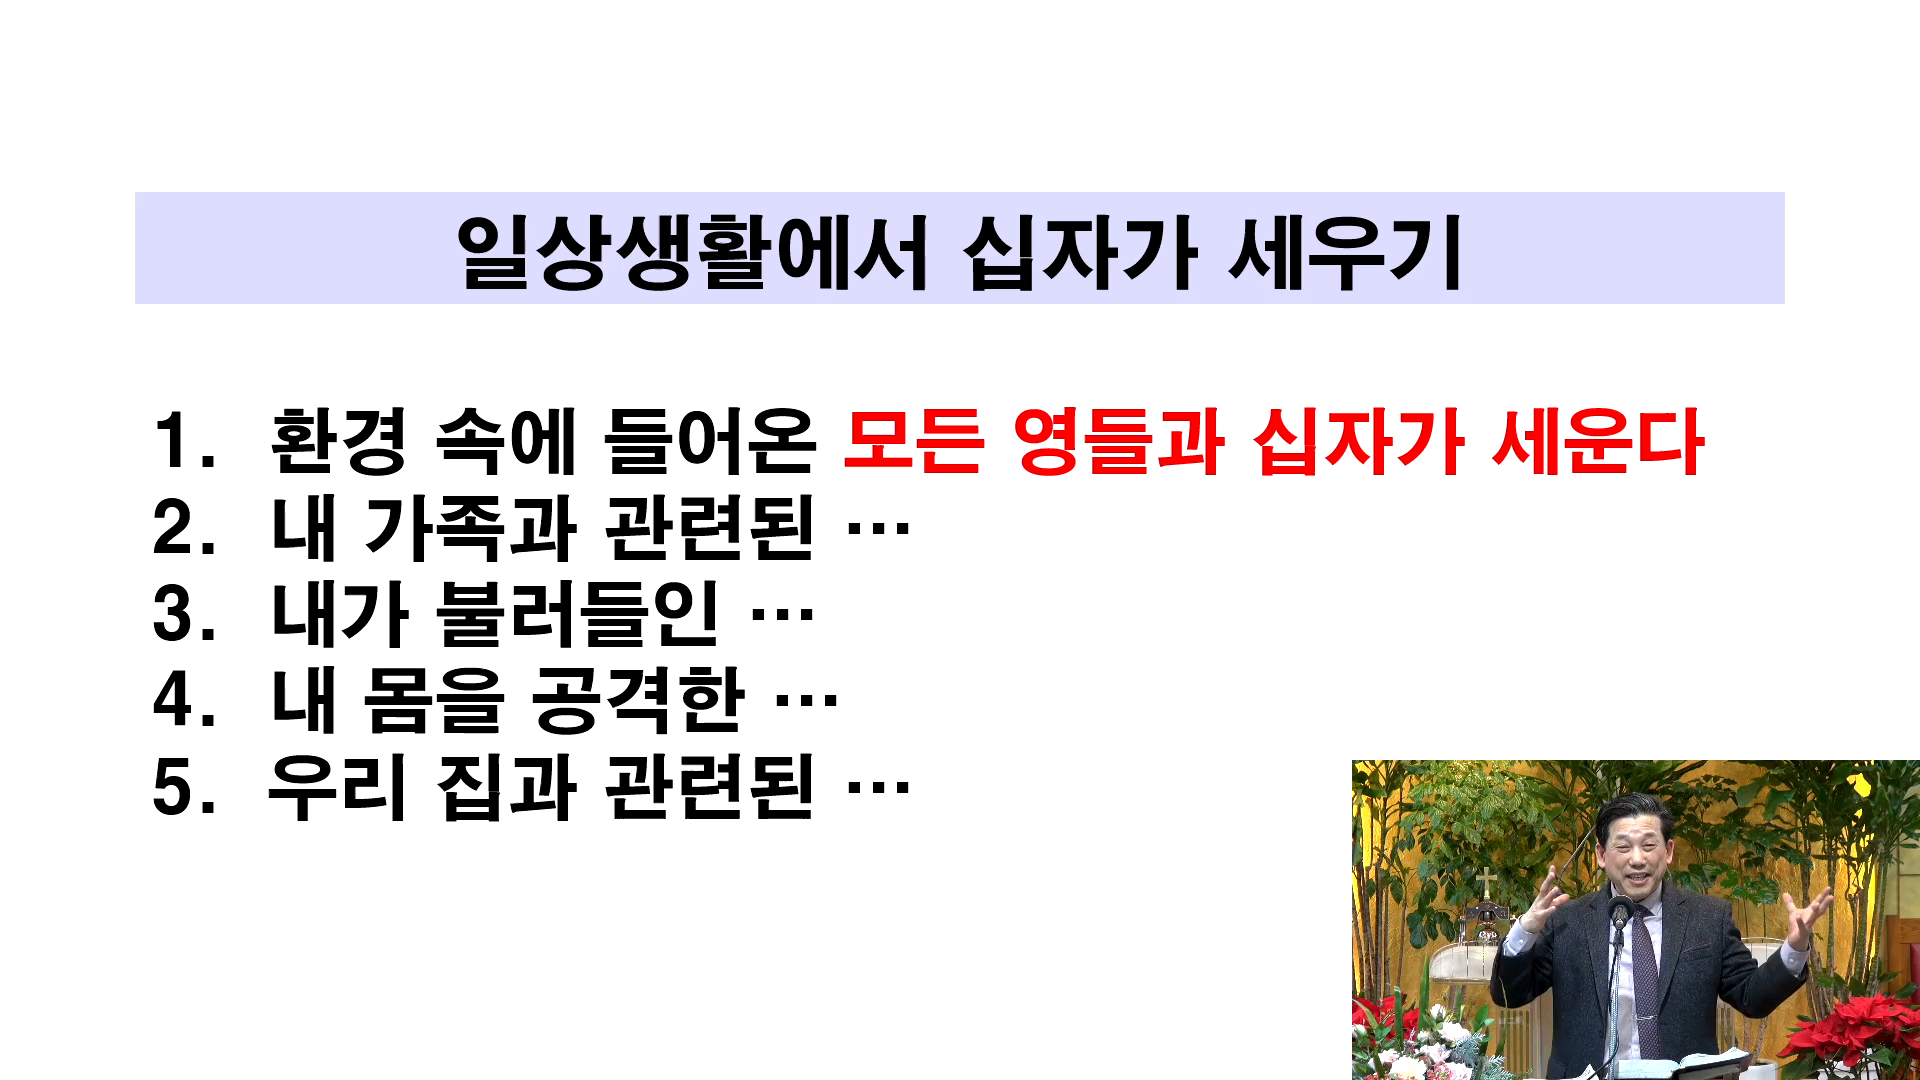 일상생활에서 십자가 세우기
1. 환경 속에 들어온 모든 영들과 십자가 세운다
2. 내 가족과 관련된 …
3. 내가 불러들인 …
4. 내 몸을 공격한 …
5. 우리 집과 관련된 …